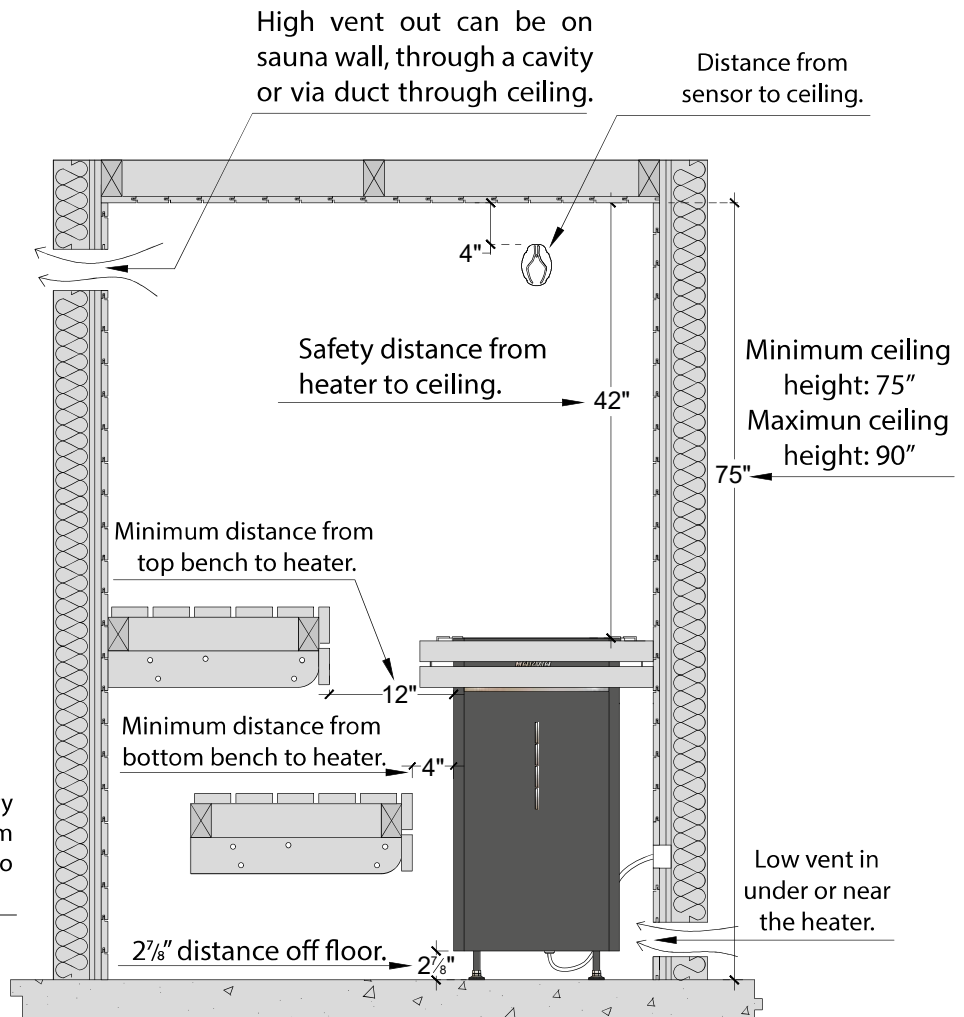 High vent out can be on
sauna wall, through a cavity
or via duct through ceiling.
Distance from
sensor to ceiling.
4"
Safety distance from
heater to ceiling.
42"
Minimum ceiling
height: 75"
Maximun ceiling
height: 90"
75"
Minimum distance from
top bench to heater.
12"
Minimum distance from
bottom bench to heater.
4"
y
m
o
Low vent in
under or near
the heater.
2⅞" distance off floor.
2⅞"